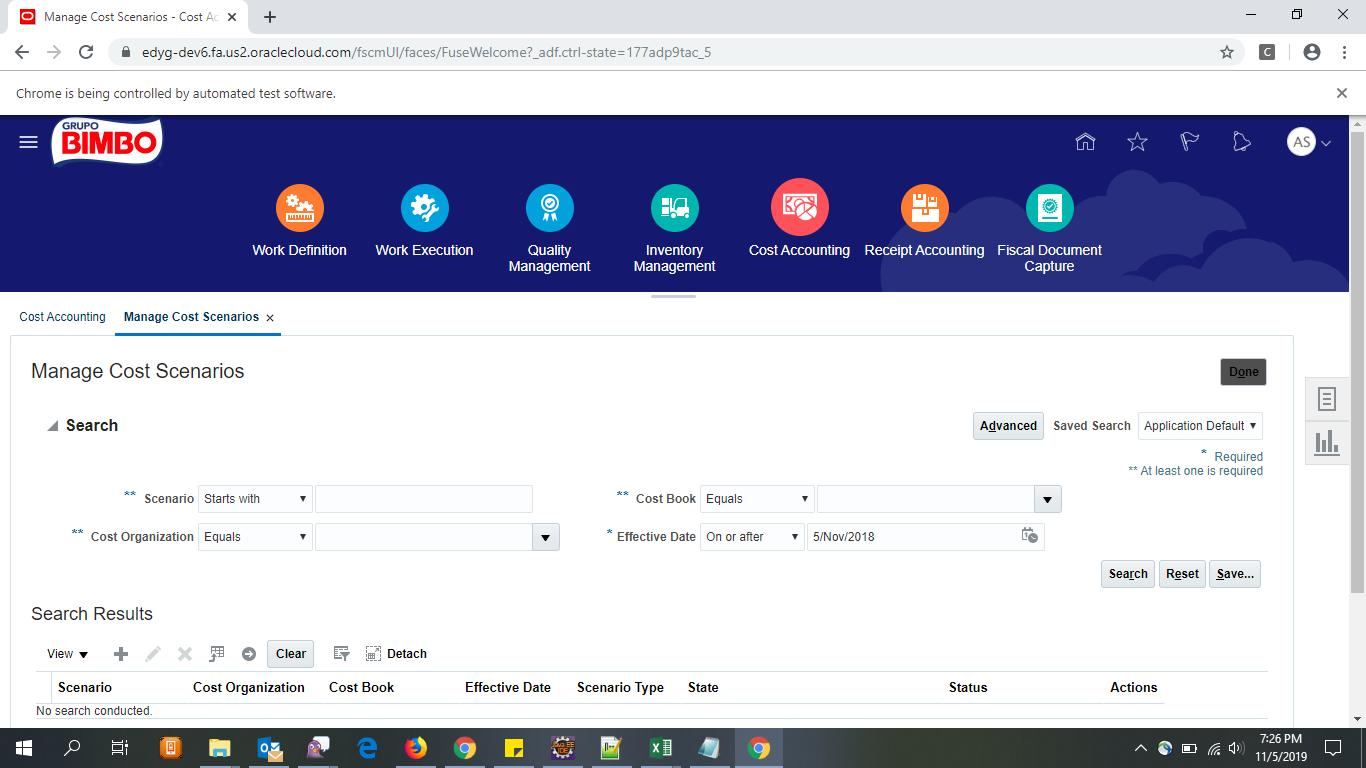 Manage Cost Scenarios - Cost Ac
edyg-dev6.fa.us2.oraclecloud.com/fscmUI/faces/FuseWelcome?_adf.ctrl-state=177adp9tac_5
C
Chrome is being controlled by automated test software.
GRUPO
BIMBO
AS
Work Definition
Work Execution
Quality Management
Inventory Management
Cost Accounting
Receipt Accounting
Fiscal Document Capture
Cost Accounting Manage Cost Scenarios
Manage Cost Scenarios Done
Search Advanced Saved Search Application Default
* Required
** At least one is required
** Scenario Starts with ** Cost Book Equals
** Cost Organization Equals * Effective Date On or after 5/Nov/2018
Search Reset Save...
Search Results
View Clear Detach
Scenario Cost Organization Cost Book Effective Date Scenario Type State Status Actions
No search conducted.
7:26 PM
11/5/2019